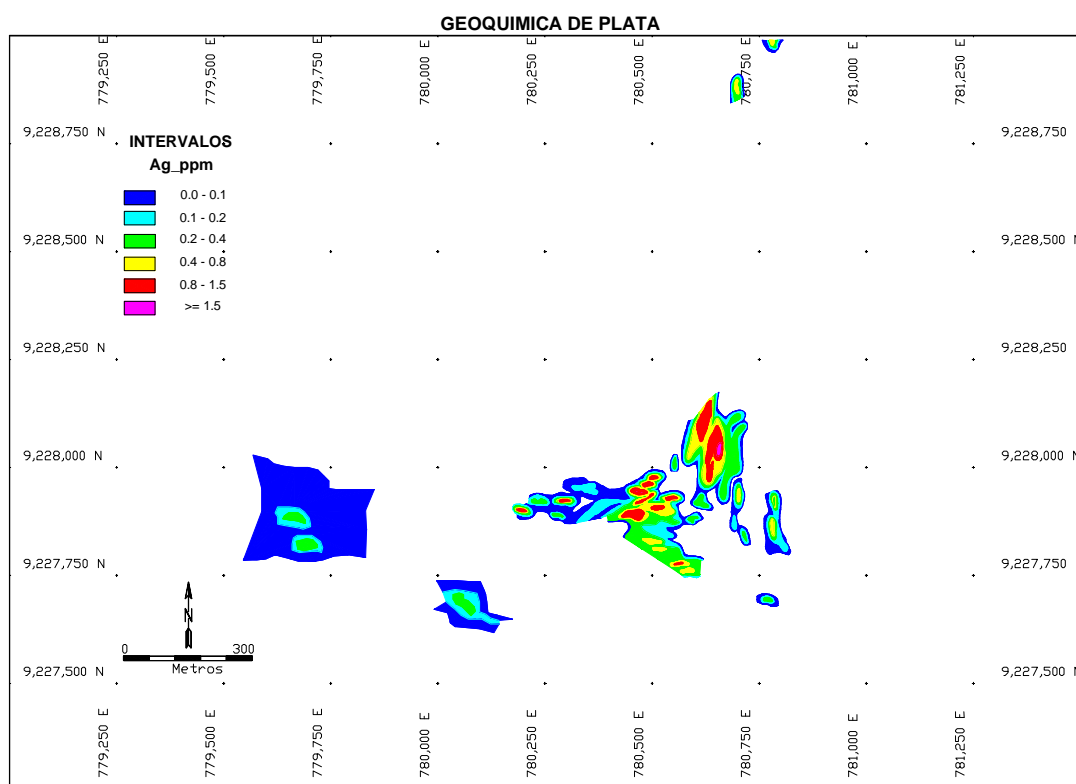 GEOQUIMICA DE PLATA
779,250 E
779,500 E
779,750 E
780,000 E
780,250 E
780,500 E
780,750 E
781,000 E
781,250 E
9,228,750 N
9,228,750
INTERVALOS
Ag_ppm
0.0 - 0.1
0.1 - 0.2
0.2 - 0.4
0.4 - 0.8
0.8 - 1.5
>= 1.5
9,228,500 N
9,228,500 N
9,228,250 N
9,228,250
9,228,000 N
9,228,000 N
9,227,750 N
9,227,750
N
0 300
Metros
9,227,500 N
9,227,500 N
779,250 E
779,500 E
779,750 E
780,000 E
780,250 E
780,500 E
780,750 E
781,000 E
781,250 E